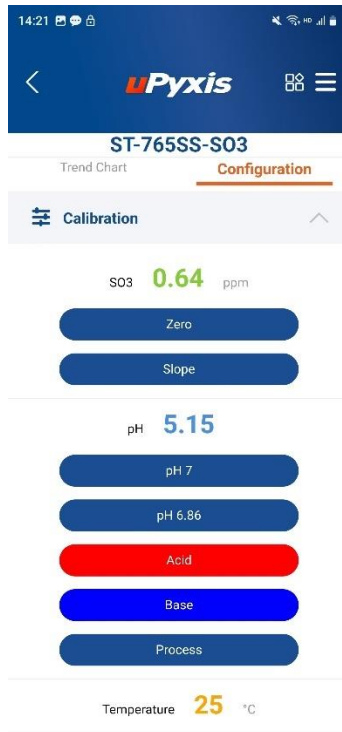 14:21
HD
uPyxis
ST-765SS-SO3
Trend Chart Configuration
Calibration
SO3 0.64 ppm
Zero
Slope
pH 5.15
pH 7
pH 6.86
Acid
Base
Process
Temperature 25 °C